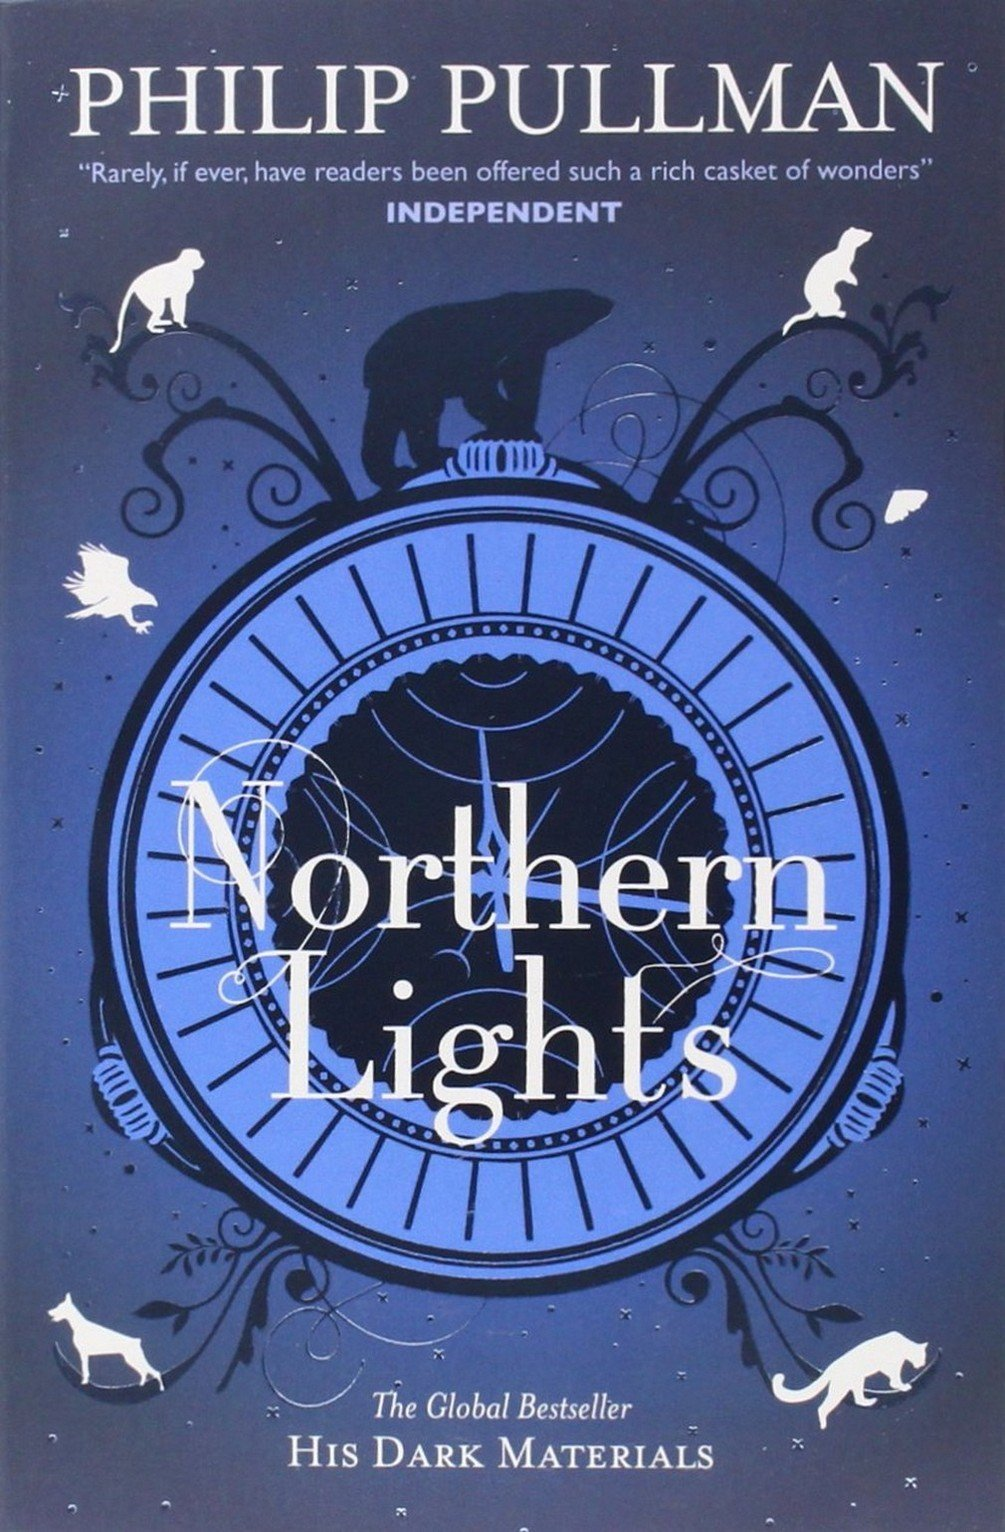 PHILIP PULLMAN
“Rarely, if ever, have readers been offered such a rich casket of wonders”
INDEPENDENT
Northern
Lights
The Global Bestseller
HIS DARK MATERIALS